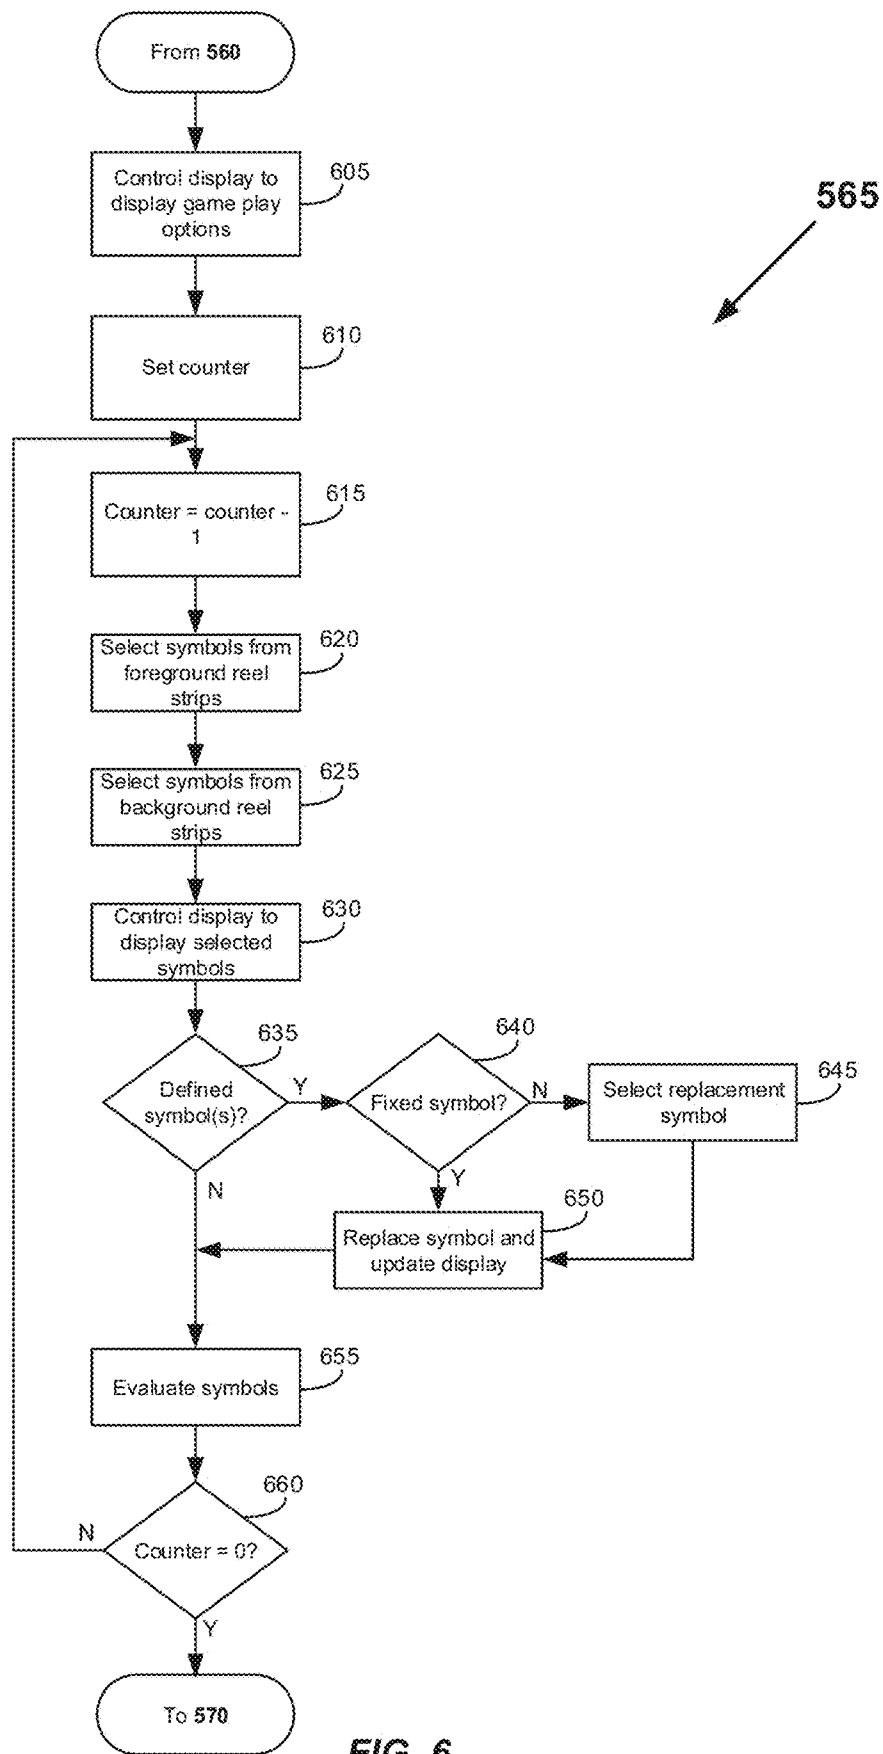 From 560
Control display to
display game play
options
605
565
Set counter
610
Counter = counter -
1
615
Select symbols from
foreground reel
strips
620
Select symbols from
background reel
strips
625
Control display to
display selected
symbols
630
Defined
symbol(s)?
635
Y
N
Fixed symbol?
640
N
Y
Select replacement
symbol
645
Replace symbol and
update display
650
Evaluate symbols
655
Counter = 0?
660
N
Y
To 570
FIG. 6